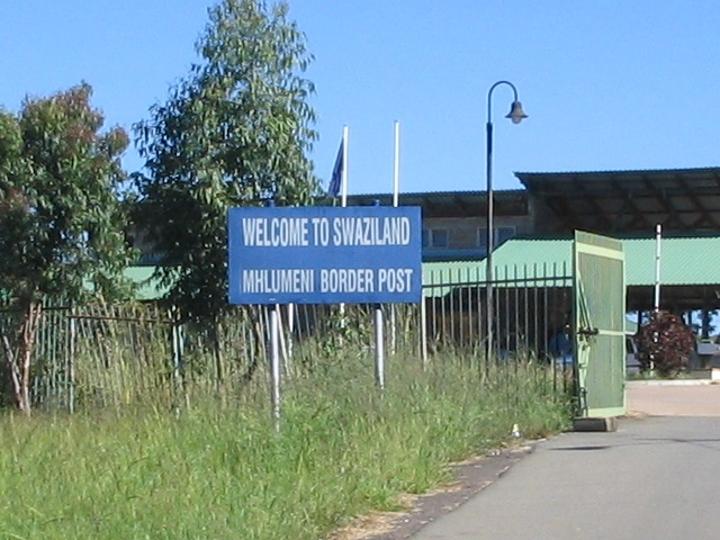 WELCOME TO SWAZILAND
MHLUMENI BORDER POST